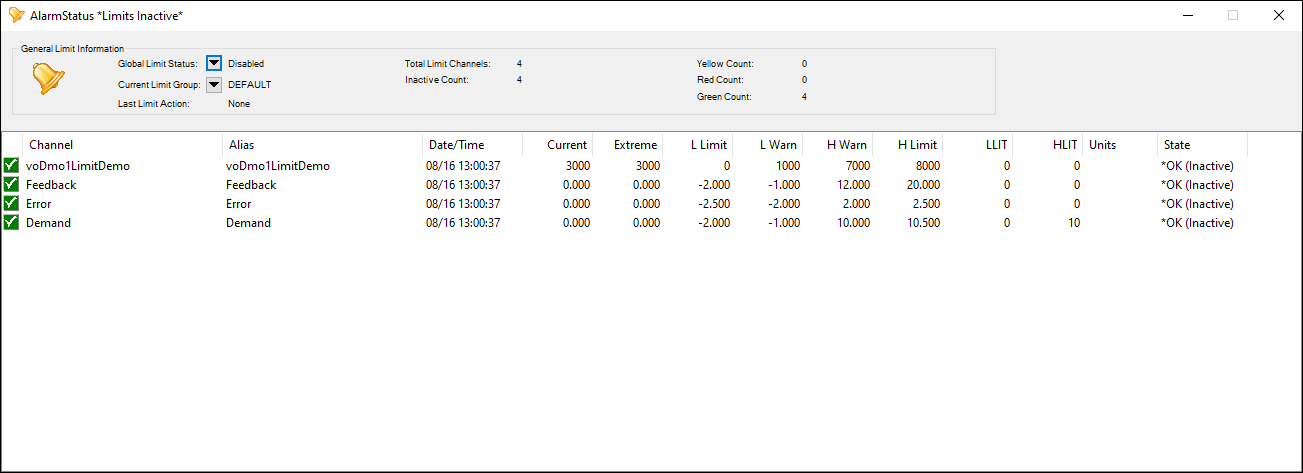 AlarmStatus *Limits Inactive*
General Limit Information
Global Limit Status: Disabled Total Limit Channels: 4 Yellow Count: 0
Current Limit Group: DEFAULT Inactive Count: 4 Red Count: 0
Last Limit Action: None Green Count: 4
Channel Alias Date/Time Current Extreme L Limit L Warn H Warn H Limit LLIT HLIT Units State
voDmo1LimitDemo voDmo1LimitDemo 08/16 13:00:37 3000 3000 0 1000 7000 8000 0 0 *OK (Inactive)
Feedback Feedback 08/16 13:00:37 0.000 0.000 -2.000 -1.000 12.000 20.000 0 0 *OK (Inactive)
Error Error 08/16 13:00:37 0.000 0.000 -2.500 -2.000 2.000 2.500 0 0 *OK (Inactive)
Demand Demand 08/16 13:00:37 0.000 0.000 -2.000 -1.000 10.000 10.500 0 10 *OK (Inactive)